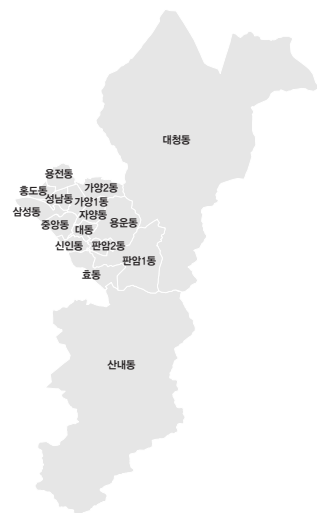 대청동
용전동
가양2동
홍도동
성남동
가양1동
삼성동
자양동
중앙동
용운동
대동
신인동
판암2동
판암1동
효동
산내동